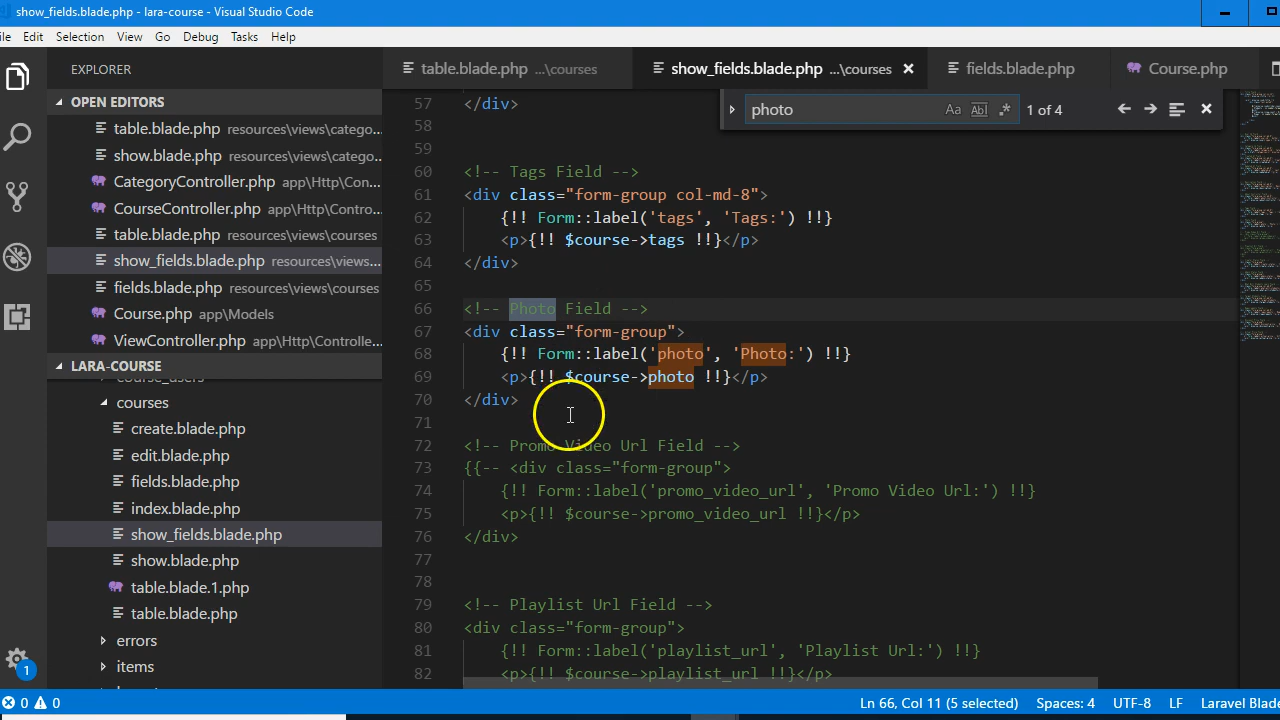 show_fields.blade.php - lara-course - Visual Studio Code
Edit Selection View Go Debug Tasks Help
EXPLORER
OPEN EDITORS
table.blade.php resources\views\catego...
show.blade.php resources\views\catego...
CategoryController.php app\Http\Con...
CourseController.php app\Http\Contro...
table.blade.php resources\views\courses
show_fields.blade.php resources\views...
fields.blade.php resources\views\courses
Course.php app\Models
ViewController.php app\Http\Controlle...
LARA-COURSE
course_users
courses
create.blade.php
edit.blade.php
fields.blade.php
index.blade.php
show_fields.blade.php
show.blade.php
table.blade.1.php
table.blade.php
errors
items
1
table.blade.php ...\courses
show_fields.blade.php ...\courses
fields.blade.php
Course.php
photo Aa Abl .* 1 of 4
57 </div>
58
59
60 <!-- Tags Field -->
61 <div class="form-group col-md-8">
62 {!! Form::label('tags', 'Tags:') !!}
63 <p>{!! $course->tags !!}</p>
64 </div>
65
66 <!-- Photo Field -->
67 <div class="form-group">
68 {!! Form::label('photo', 'Photo:') !!}
69 <p>{!! $course->photo !!}</p>
70 </div>
71
72 <!-- Promo Video Url Field -->
73 {{-- <div class="form-group">
74 {!! Form::label('promo_video_url', 'Promo Video Url:') !!}
75 <p>{!! $course->promo_video_url !!}</p>
76 </div>
77
78
79 <!-- Playlist Url Field -->
80 <div class="form-group">
81 {!! Form::label('playlist_url', 'Playlist Url:') !!}
82 <p>{!! $course->playlist_url !!}</p>
0 0
Ln 66, Col 11 (5 selected) Spaces: 4 UTF-8 LF Laravel Blade